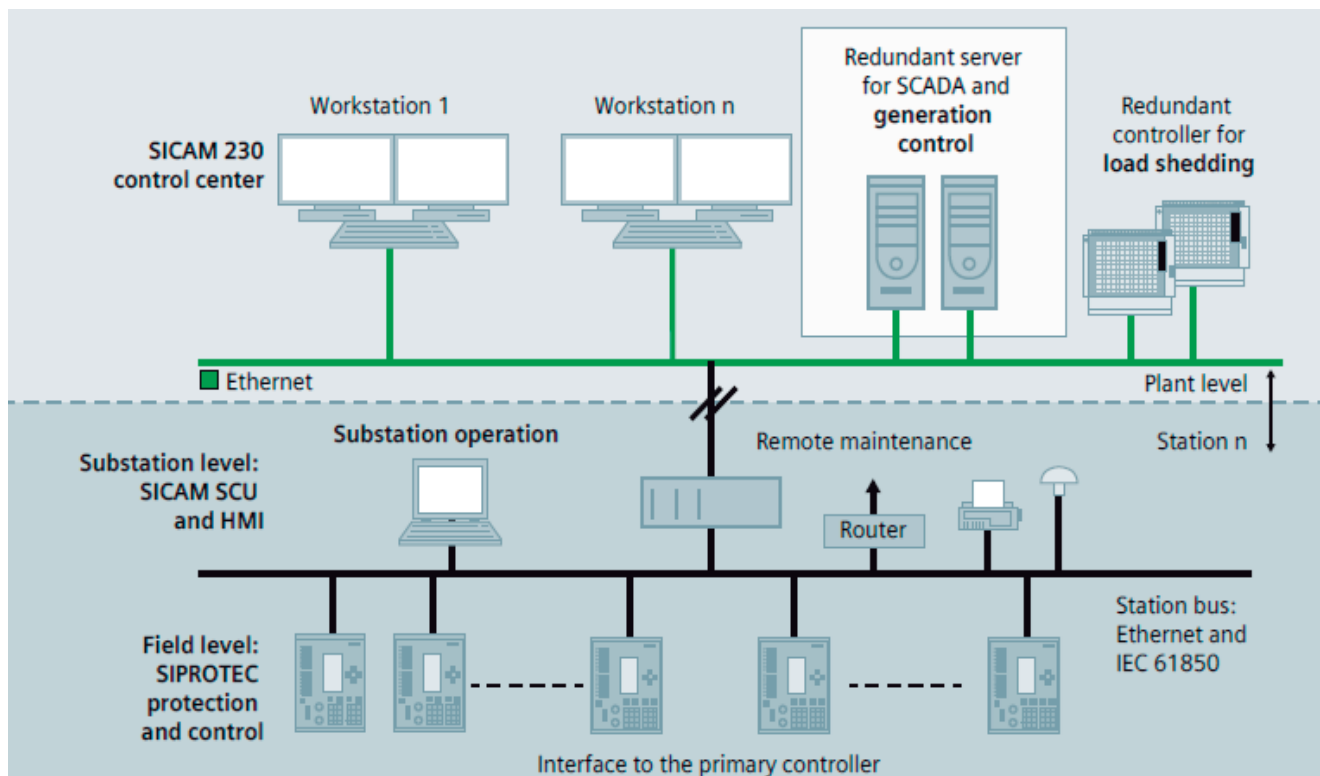 Workstation 1
Workstation n
Redundant server
for SCADA and
generation
control
Redundant
controller for
load shedding
SICAM 230
control center
Ethernet
Plant level
Substation operation
Remote maintenance
Station n
Substation level:
SICAM SCU
and HMI
Router
Station bus:
Ethernet and
IEC 61850
Field level:
SIPROTEC
protection
and control
Interface to the primary controller